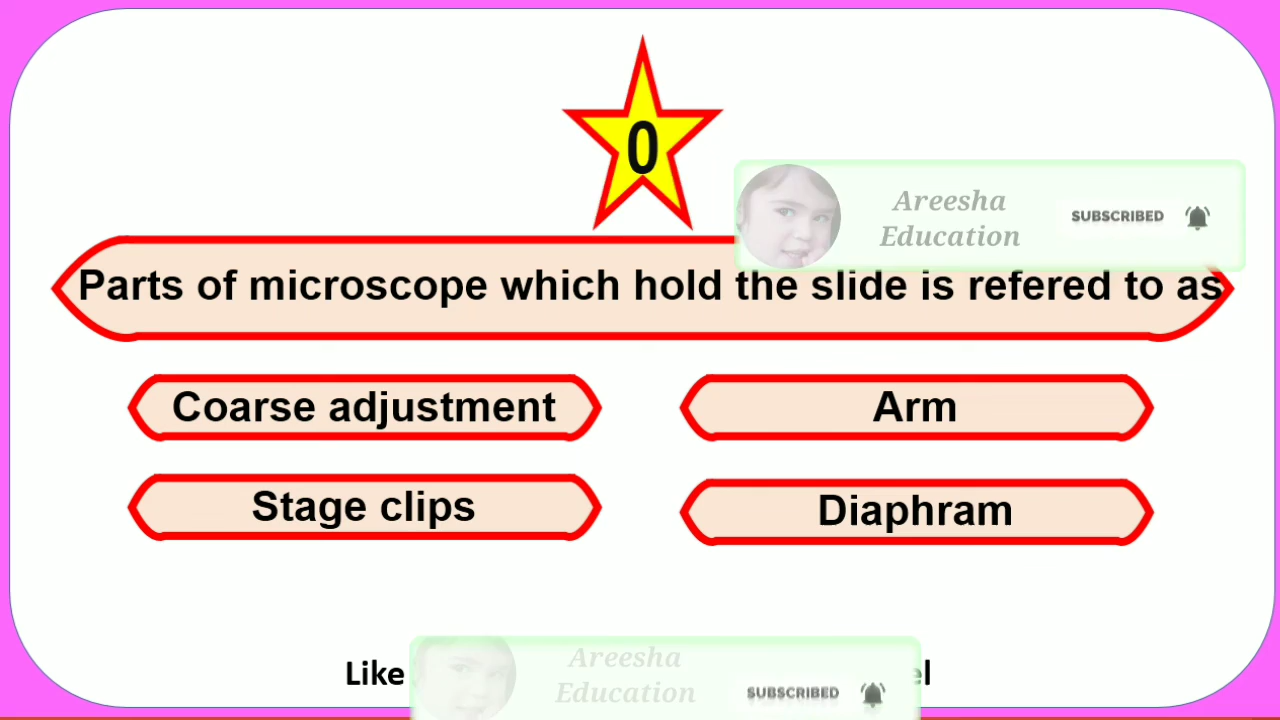 0
Areesha
Education
SUBSCRIBED
Parts of microscope which hold the slide is refered to as
Coarse adjustment
Arm
Stage clips
Diaphram
Like
Areesha
Education
SUBSCRIBED